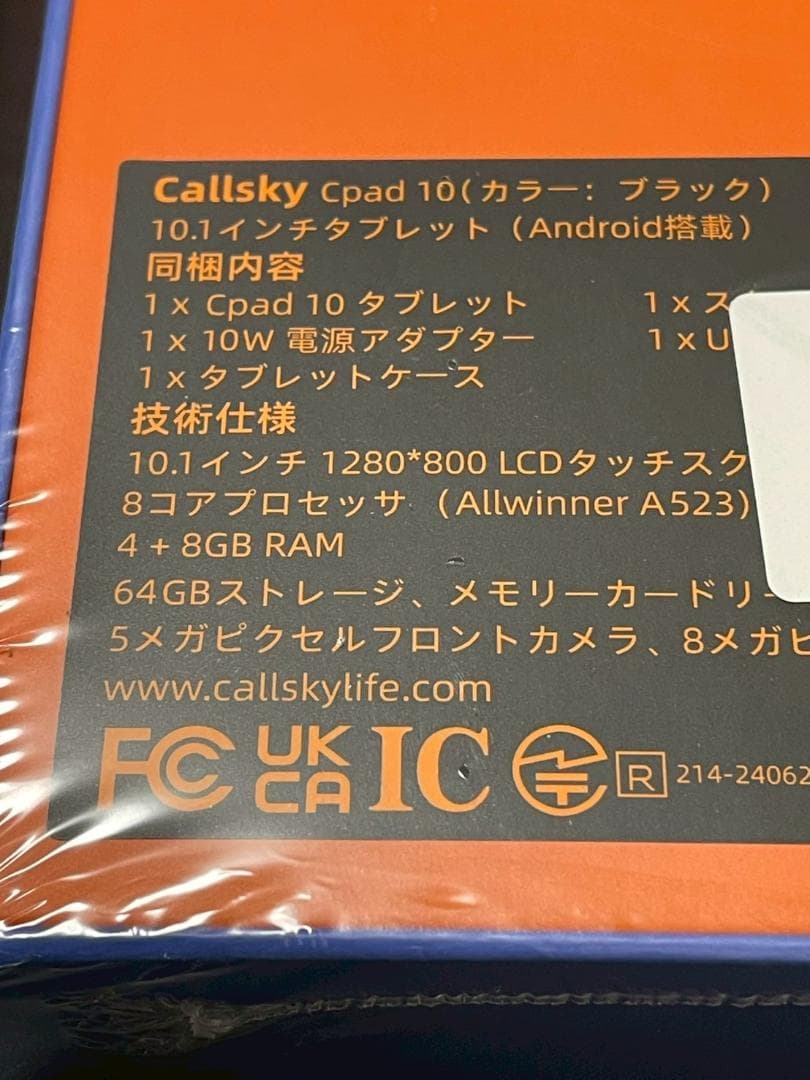 Callsky Cpad 10(カラー：ブラック)
10.1インチタブレット（Android搭載）
同梱内容
1 x Cpad 10 タブレット 1 x ス
1 x 10W 電源アダプター 1 x U
1 x タブレットケース
技術仕様
10.1インチ 1280*800 LCDタッチスク
8コアプロセッサ （Allwinner A523）
4 + 8GB RAM
64GBストレージ、メモリーカードリー
5メガピクセルフロントカメラ、8メガピ
www.callskylife.com
FC UK CA IC R 214-24062